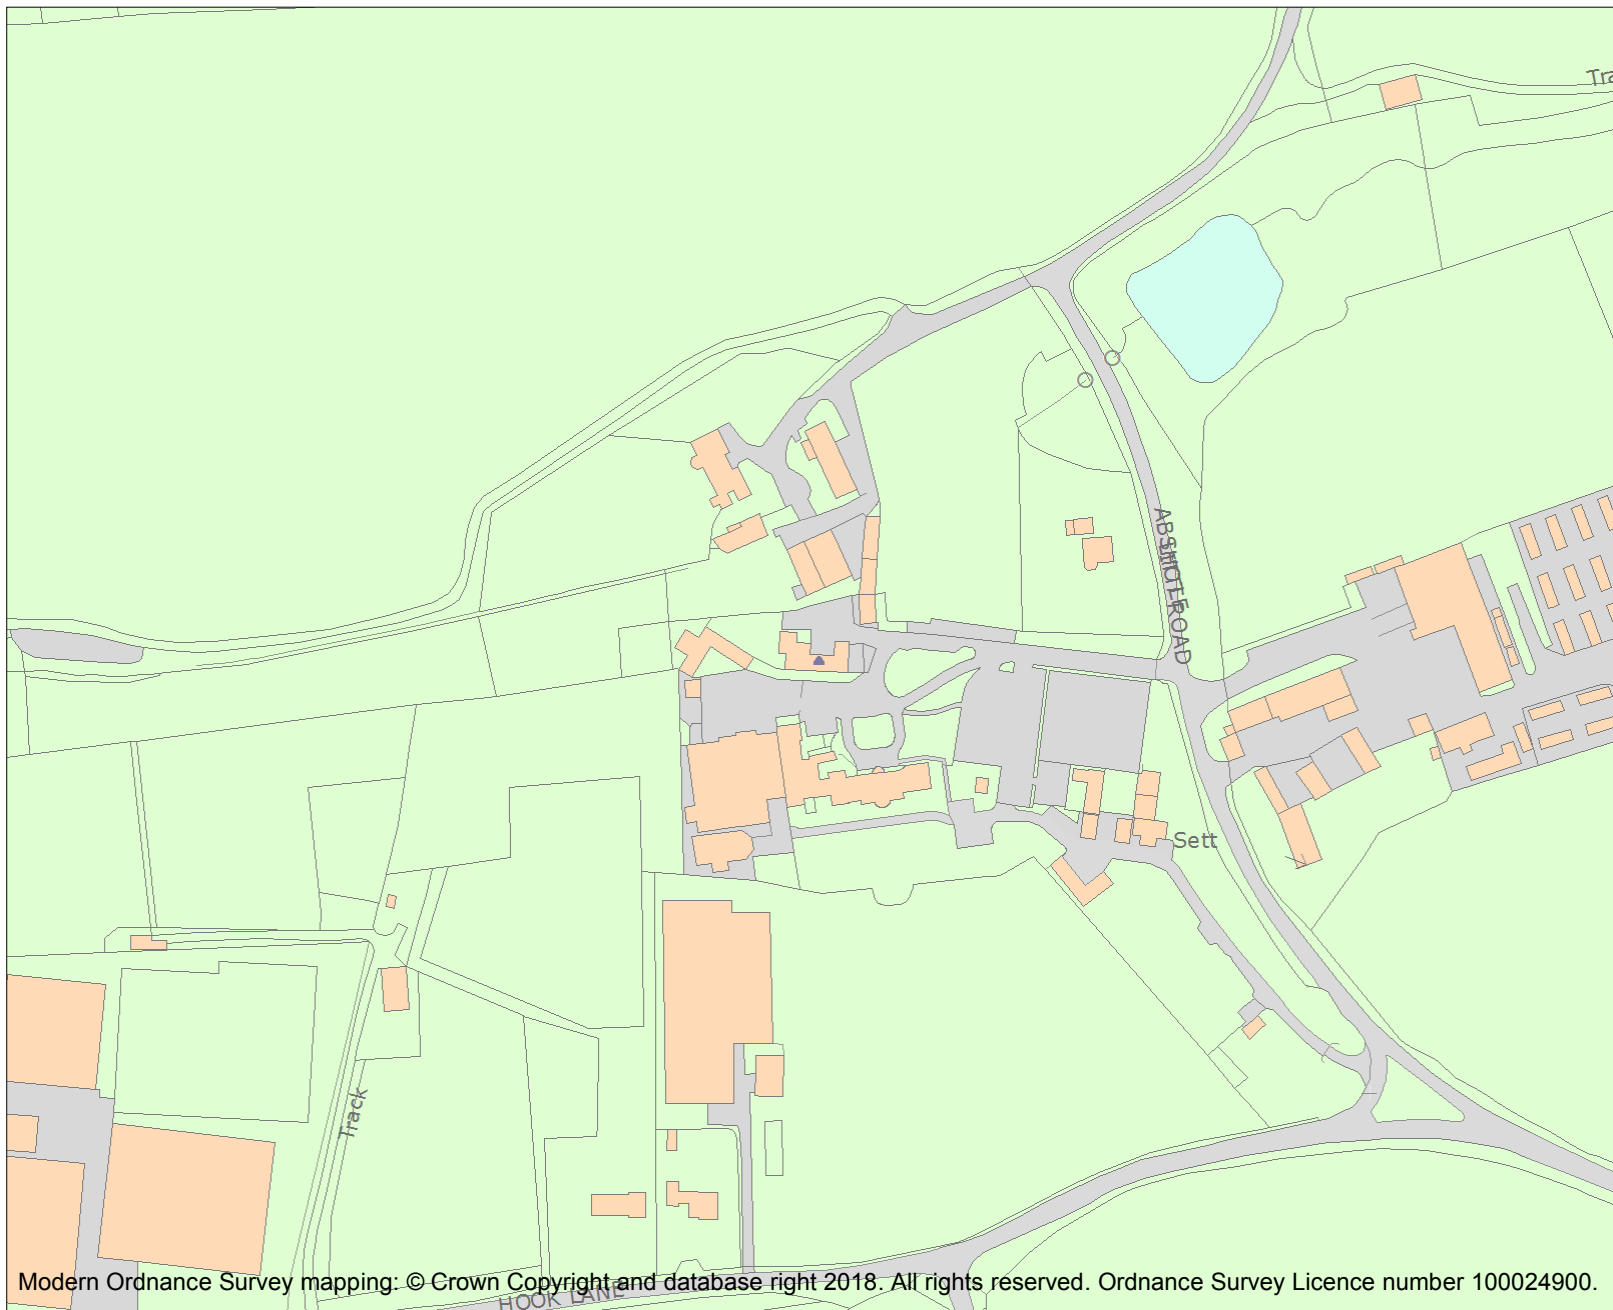 Tra
ROAD
Sett
Track
HOOK LANE
Modern Ordnance Survey mapping: © Crown Copyright and database right 2018. All rights reserved. Ordnance Survey Licence number 100024900.